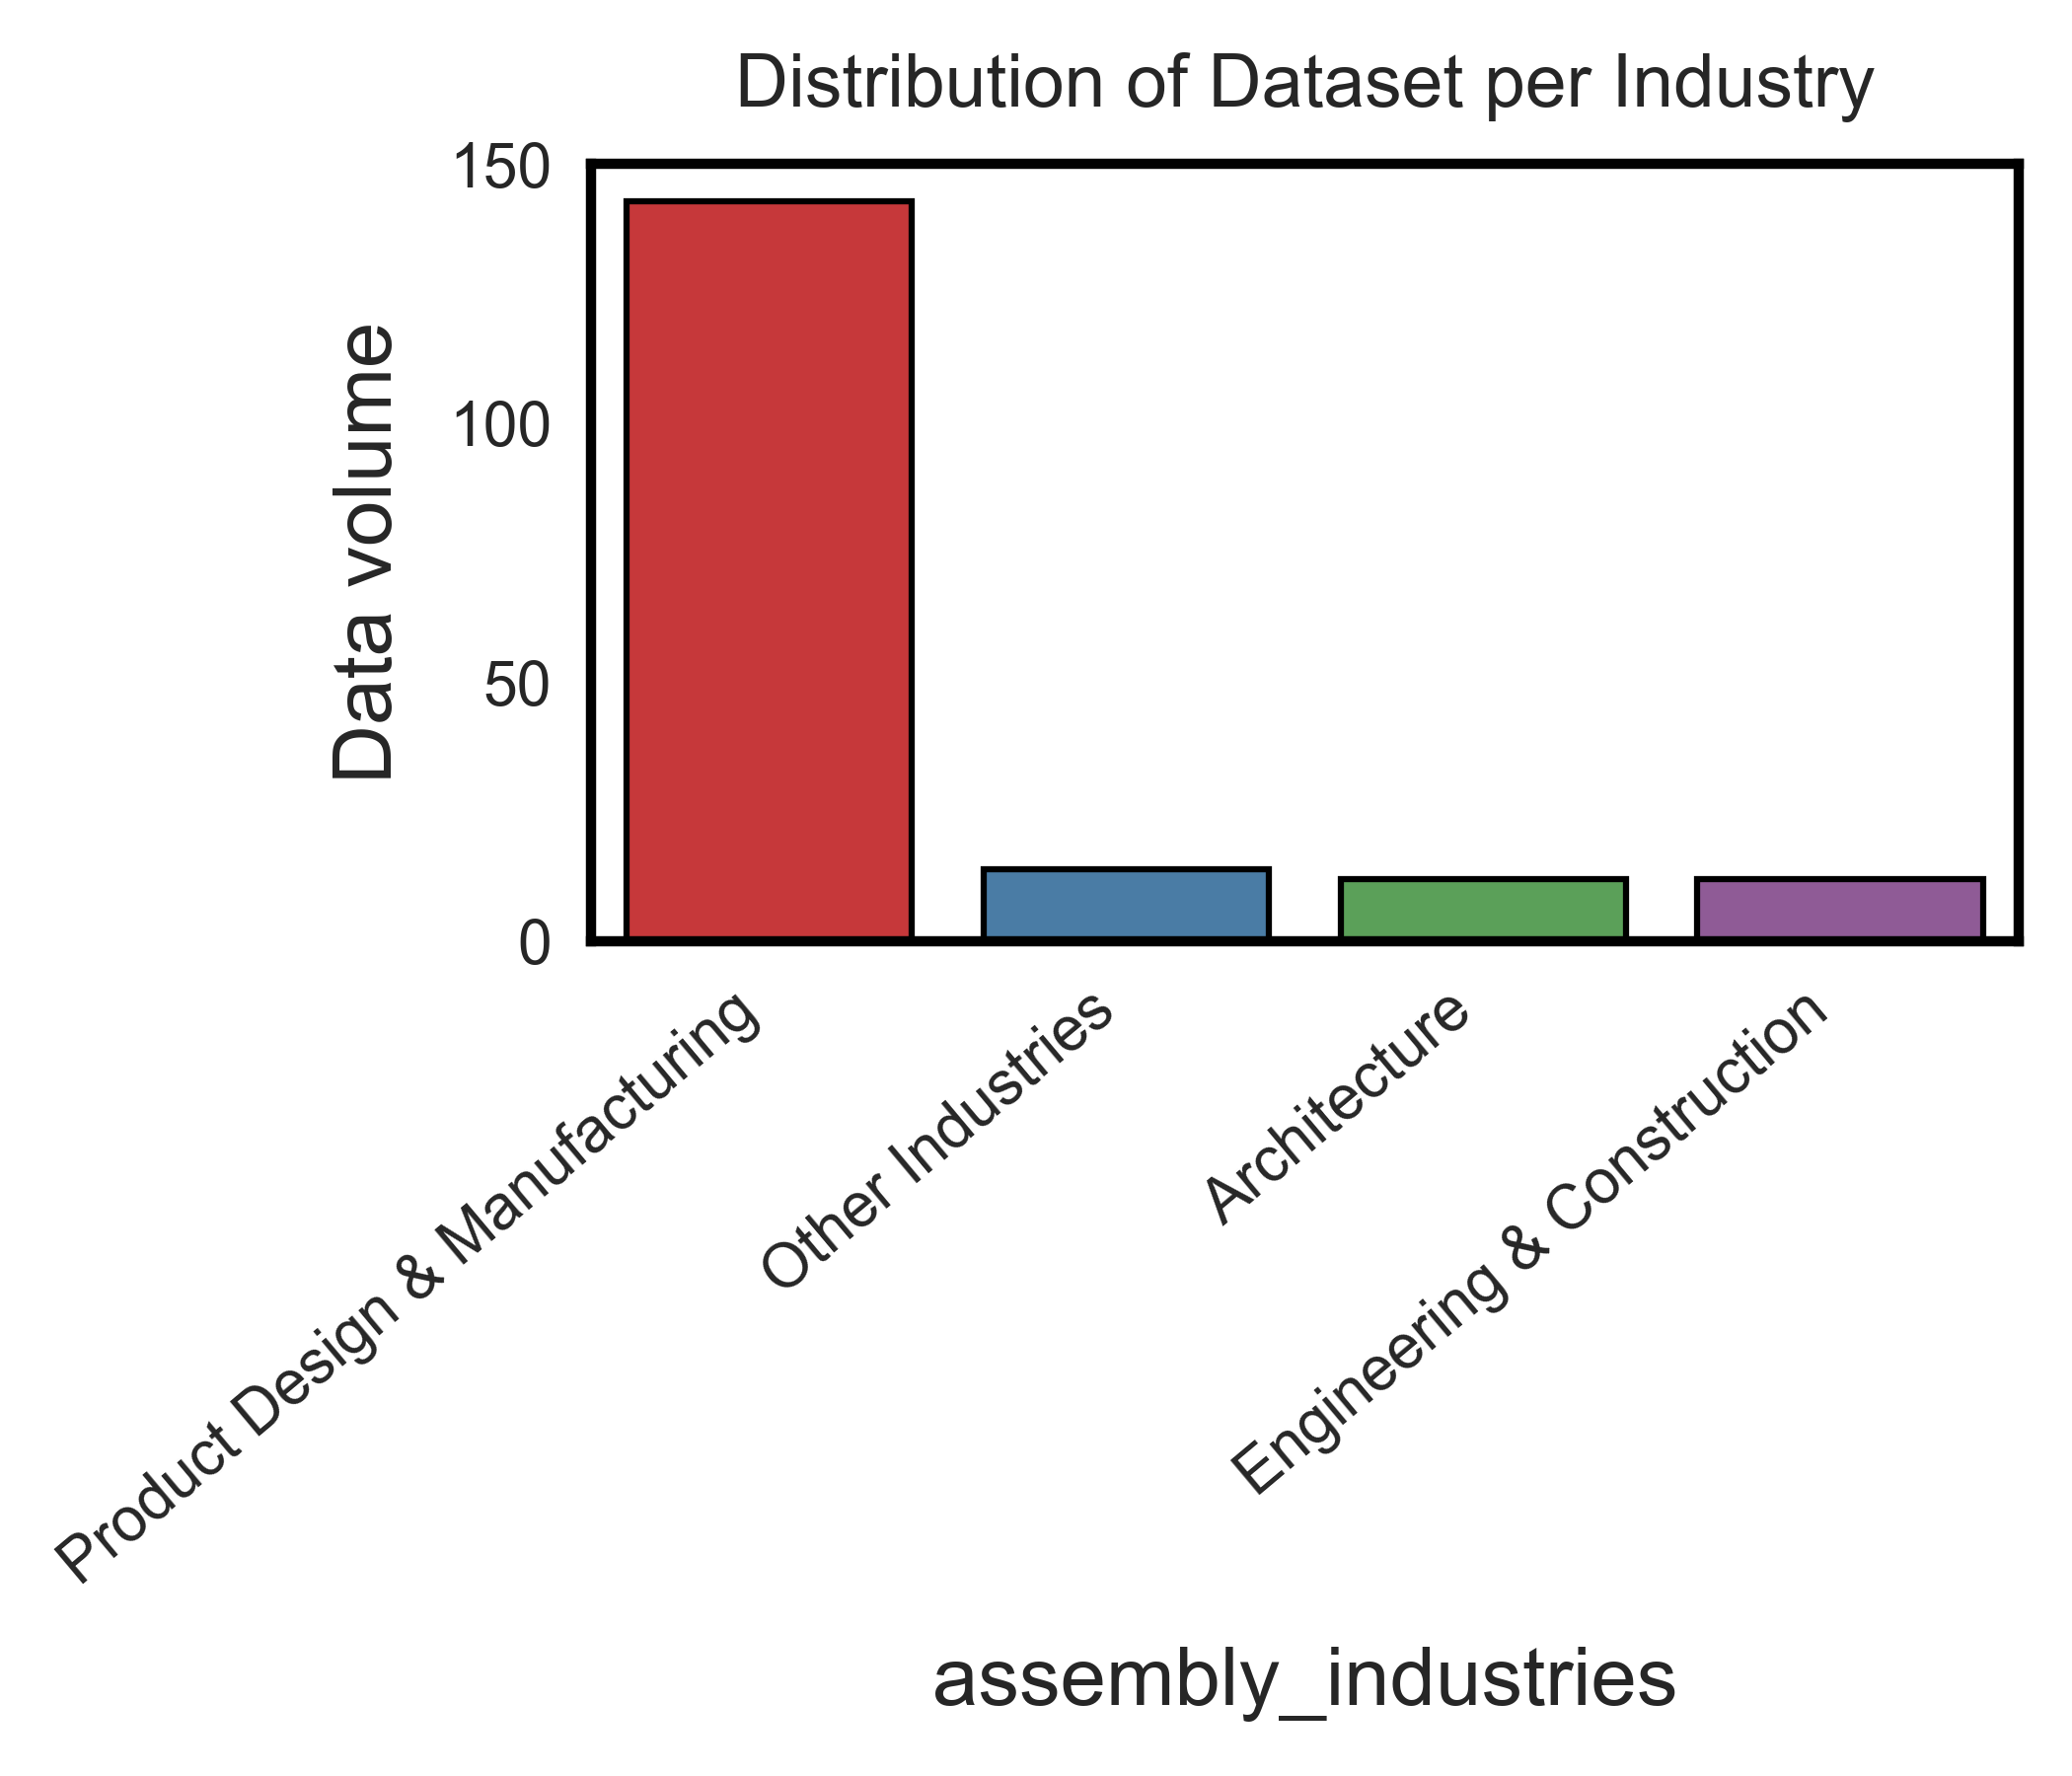 Distribution of Dataset per Industry
150
100
50
0
Data volume
Product Design & Manufacturing
Other Industries
Architecture
Engineering & Construction
assembly_industries